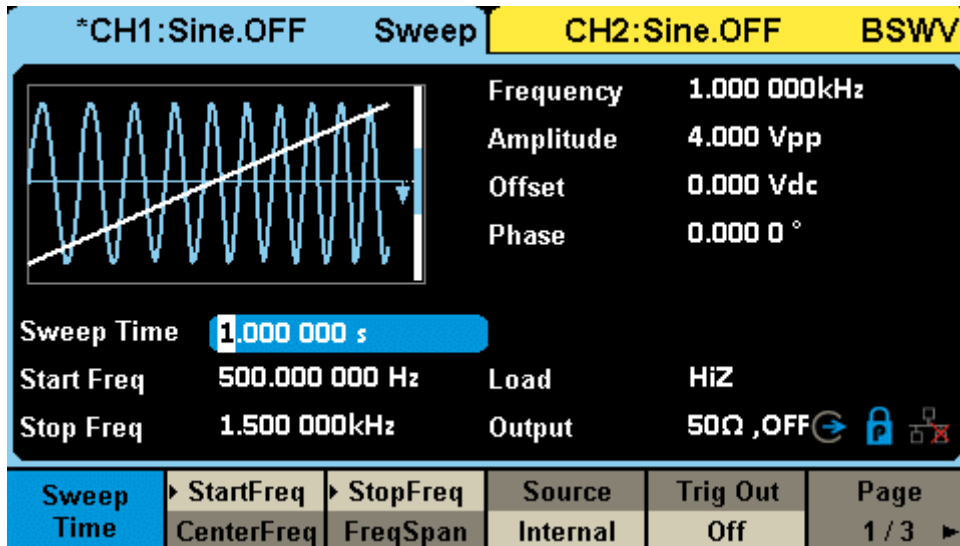 *CH1:Sine.OFF Sweep CH2:Sine.OFF BSWV
Frequency 1.000 000kHz
Amplitude 4.000 Vpp
Offset 0.000 Vdc
Phase 0.000 0 °
Sweep Time 1.000 000 s
Start Freq 500.000 000 Hz Load HiZ
Stop Freq 1.500 000kHz Output 50Ω ,OFF P
Sweep Time StartFreq CenterFreq StopFreq FreqSpan Source Internal Trig Out Off Page 1/3